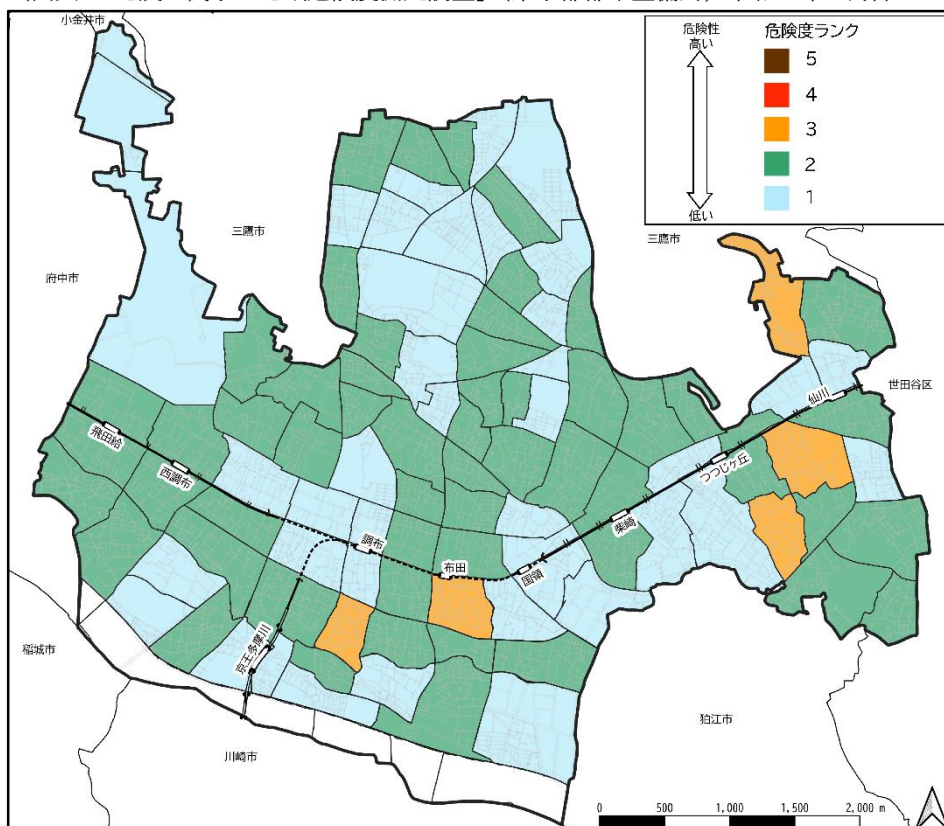 小金井市
危険性
高い
低い
危険度ランク
5
4
3
2
1
三鷹市
三鷹市
府中市
世田谷区
仙川
つつじヶ丘
柴崎
国領
布田
調布
西調布
飛田給
京王多摩川
稲城市
川崎市
狛江市
0 500 1,000 1,500 2,000 m